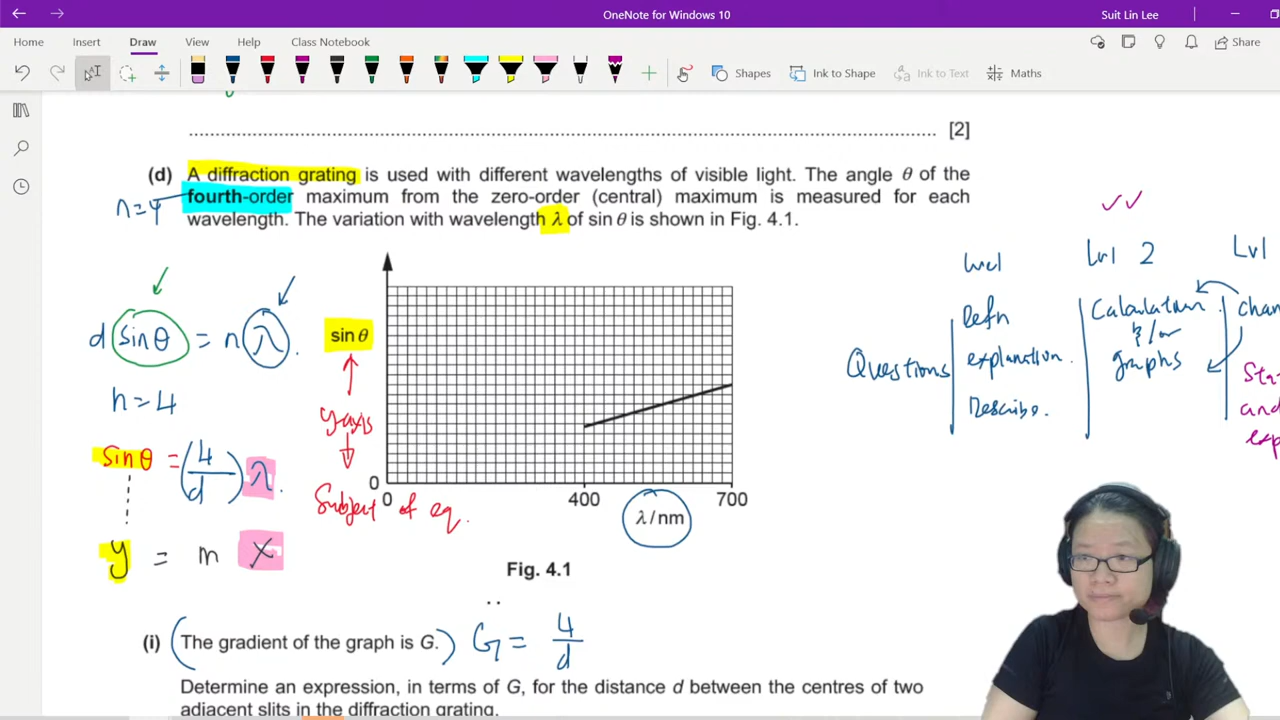 OneNote for Windows 10
Suit Lin Lee
Home Insert Draw View Help Class Notebook
Share
Shapes Ink to Shape Ink to Text Maths
[2]
(d) A diffraction grating is used with different wavelengths of visible light. The angle θ of the
fourth-order maximum from the zero-order (central) maximum is measured for each
wavelength. The variation with wavelength λ of sin θ is shown in Fig. 4.1.
n=4
d sinθ = n λ.
n=4
sinθ = (4/d) λ.
y = m x
sin θ
y-axis
Subject of eq.
0
0 400 700
λ/nm
Fig. 4.1
Questions
Lvl
Defn
explanation.
Describe.
Lvl 2
Calculation
&/or
graphs
Lvl
(i) (The gradient of the graph is G.) G = 4/d
Determine an expression, in terms of G, for the distance d between the centres of two
adjacent slits in the diffraction grating.